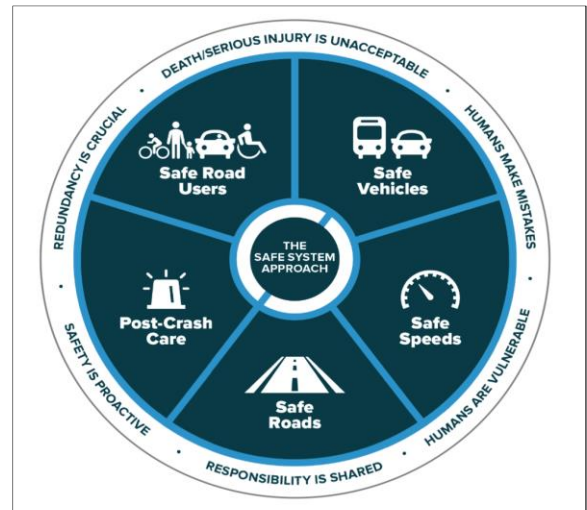 DEATH/SERIOUS INJURY IS UNACCEPTABLE
HUMANS MAKE MISTAKES
HUMANS ARE VULNERABLE
RESPONSIBILITY IS SHARED
SAFETY IS PROACTIVE
REDUNDANCY IS CRUCIAL
Safe Road
Users
Safe
Vehicles
THE
SAFE SYSTEM
APPROACH
Post-Crash
Care
Safe
Speeds
Safe
Roads